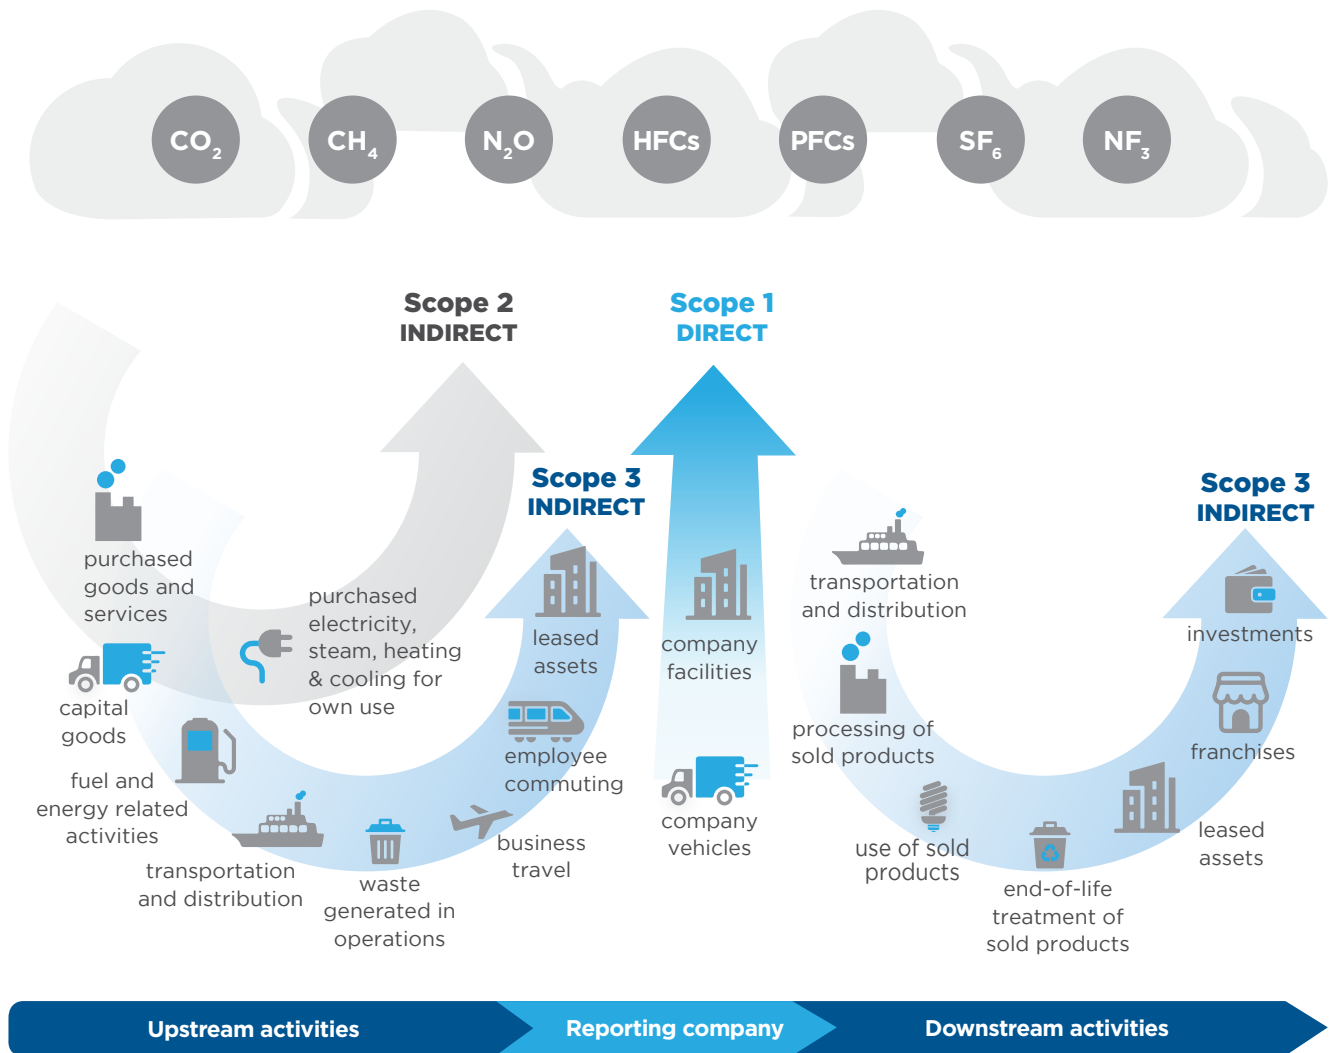 CO2
CH4
N2O
HFCs
PFCs
SF6
NF3
Scope 2
INDIRECT
Scope 1
DIRECT
Scope 3
INDIRECT
Scope 3
INDIRECT
purchased
goods and
services
capital
goods
fuel and
energy related
activities
transportation
and distribution
waste
generated in
operations
business
travel
employee
commuting
leased
assets
purchased
electricity,
steam, heating
& cooling for
own use
company
facilities
company
vehicles
transportation
and distribution
processing of
sold products
use of sold
products
end-of-life
treatment of
sold products
leased
assets
franchises
investments
Upstream activities
Reporting company
Downstream activities